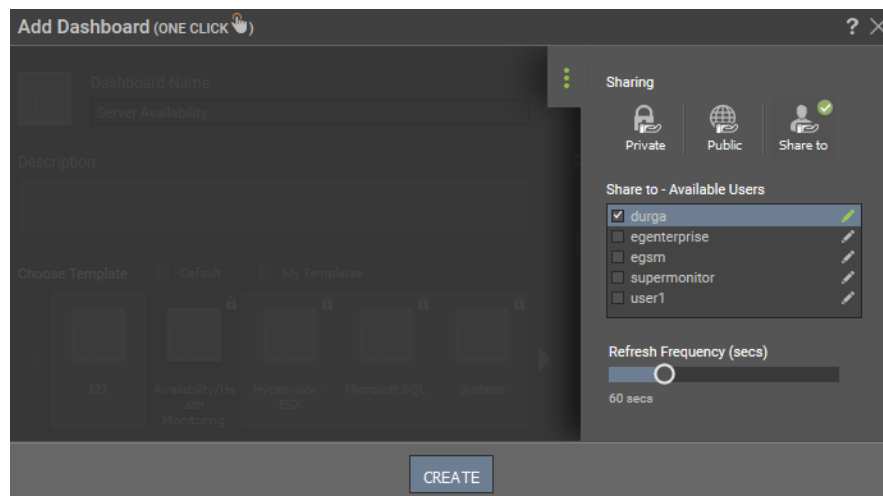 Add Dashboard (ONE CLICK)
?
Dashboard Name
Server Availability
Description
Choose Template Default My Templates
123
Availability/He
alth
Monitoring
Hypervisor -
ESX
Microsoft SQL
Systems
Sharing
Private Public Share to
Share to - Available Users
durga
egenterprise
egsm
supermonitor
user1
Refresh Frequency (secs)
60 secs
CREATE